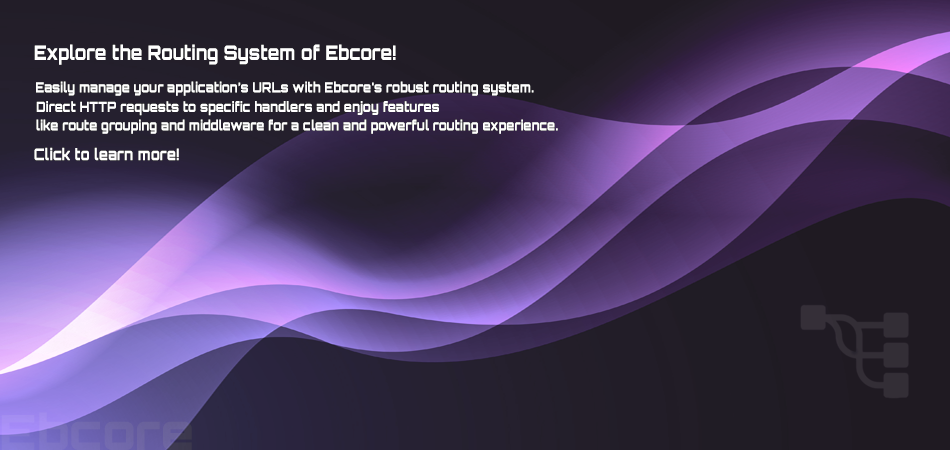 Explore the Routing System of Ebcore!
Easily manage your application's URLs with Ebcore's robust routing system.
Direct HTTP requests to specific handlers and enjoy features
like route grouping and middleware for a clean and powerful routing experience.
Click to learn more!
Ebcore